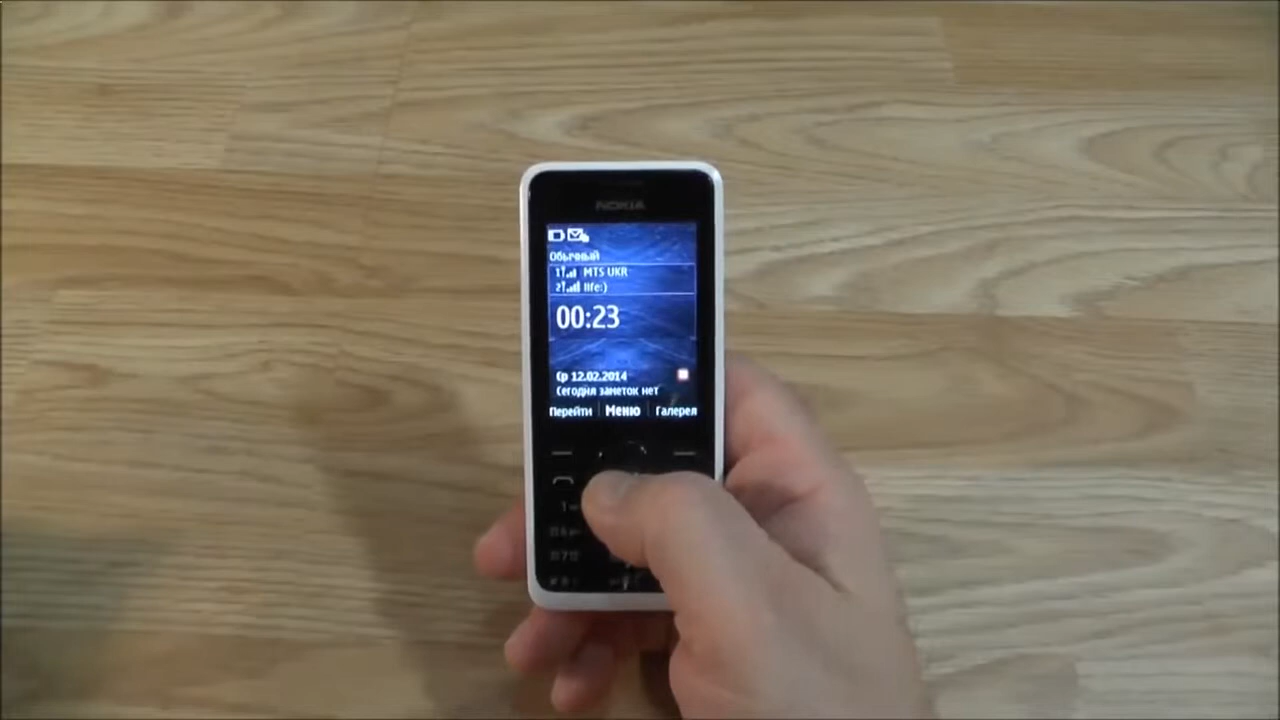 NOKIA
Обычный
1 MTS UKR
2 life:)
00:23
Ср 12.02.2014
Сегодня заметок нет
Перейти Меню Галерея